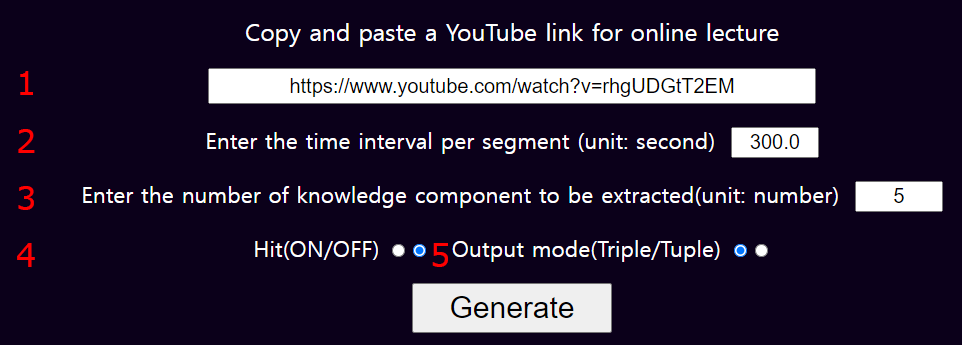 Copy and paste a YouTube link for online lecture
1 https://www.youtube.com/watch?v=rhgUDGtT2EM
2 Enter the time interval per segment (unit: second) 300.0
3 Enter the number of knowledge component to be extracted(unit: number) 5
4 Hit(ON/OFF) 5 Output mode(Triple/Tuple)
Generate